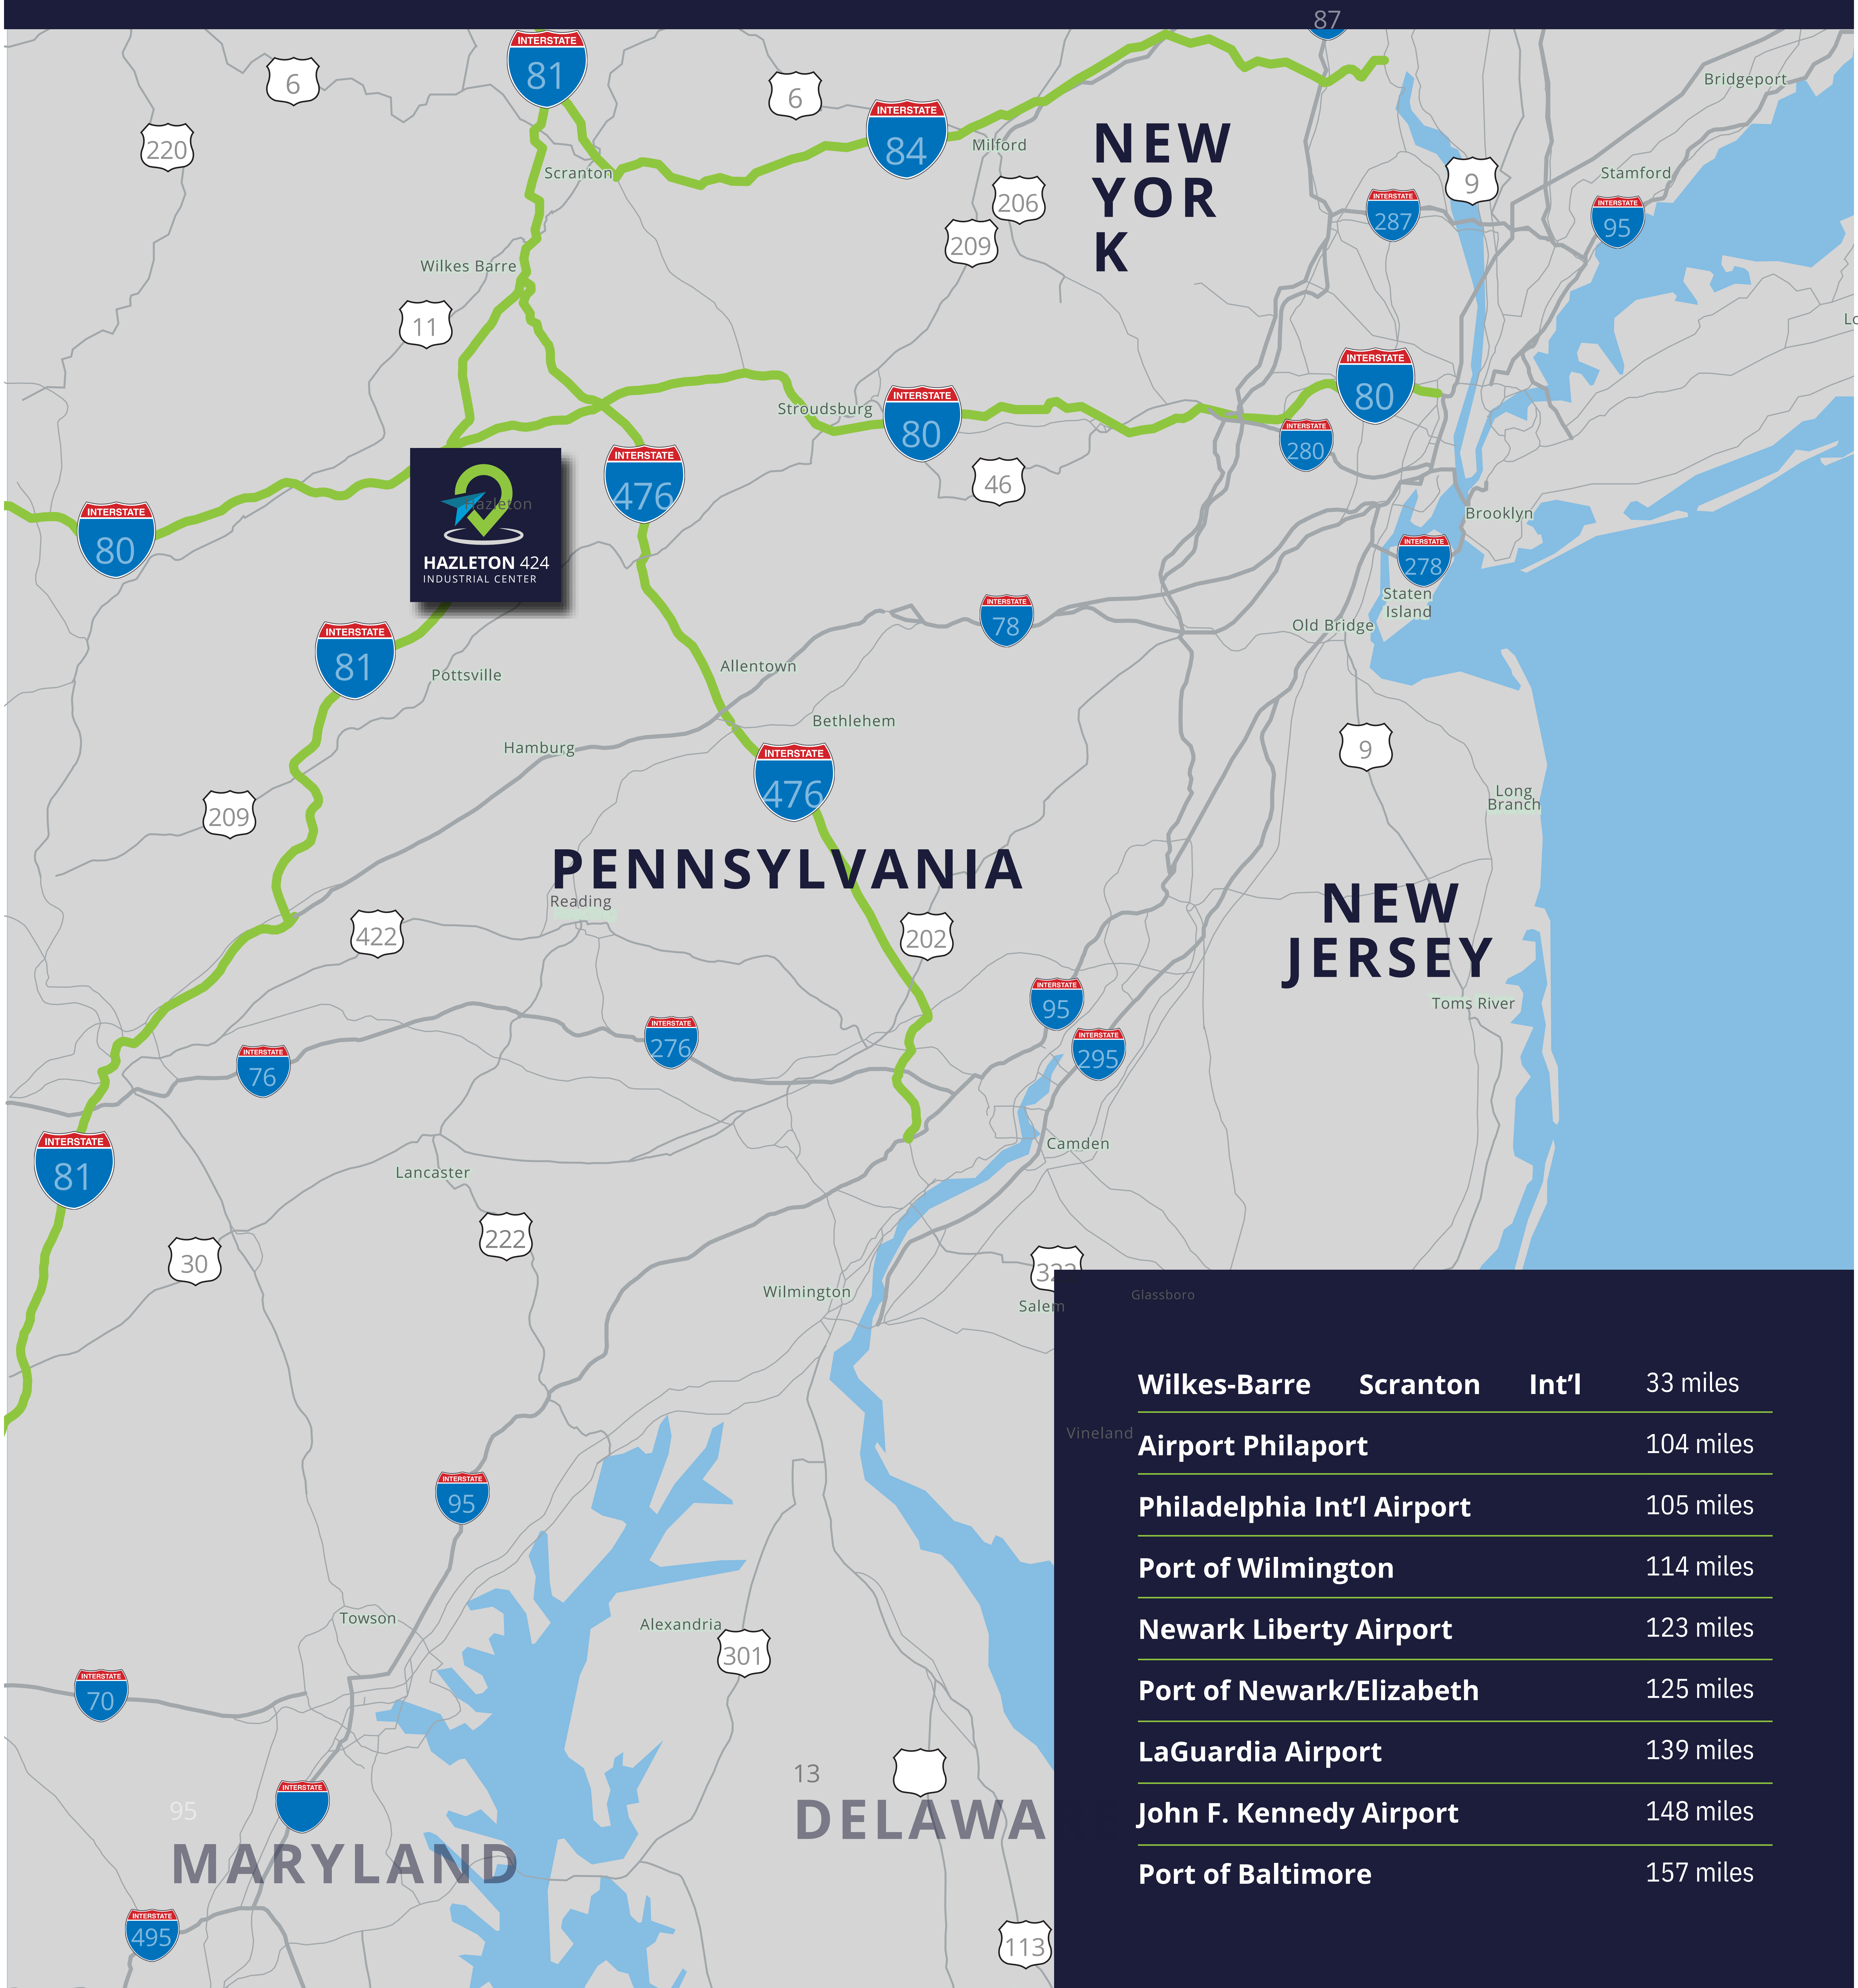 87
INTERSTATE
81
6
6
220
INTERSTATE
84
Milford
Scranton
206
209
NEW
YOR
K
Bridgeport
Stamford
9
INTERSTATE
287
INTERSTATE
95
Wilkes Barre
11
Lo
INTERSTATE
80
INTERSTATE
280
Stroudsburg
INTERSTATE
80
46
INTERSTATE
476
INTERSTATE
80
Hazleton
HAZLETON 424
INDUSTRIAL CENTER
Brooklyn
INTERSTATE
278
Staten
Island
Old Bridge
INTERSTATE
78
INTERSTATE
81
Pottsville
Allentown
Bethlehem
Hamburg
INTERSTATE
476
9
Long
Branch
209
PENNSYLVANIA
Reading
422
202
NEW
JERSEY
Toms River
INTERSTATE
95
INTERSTATE
295
INTERSTATE
276
INTERSTATE
76
INTERSTATE
81
Camden
Lancaster
222
30
Wilmington
322
Salem
Glassboro
Vineland
Wilkes-Barre Scranton Int’l 33 miles
Airport Philaport 104 miles
Philadelphia Int’l Airport 105 miles
Port of Wilmington 114 miles
Newark Liberty Airport 123 miles
Port of Newark/Elizabeth 125 miles
LaGuardia Airport 139 miles
John F. Kennedy Airport 148 miles
Port of Baltimore 157 miles
INTERSTATE
95
Towson
Alexandria
301
INTERSTATE
70
13
DELAWA
INTERSTATE
95
MARYLAND
INTERSTATE
495
113